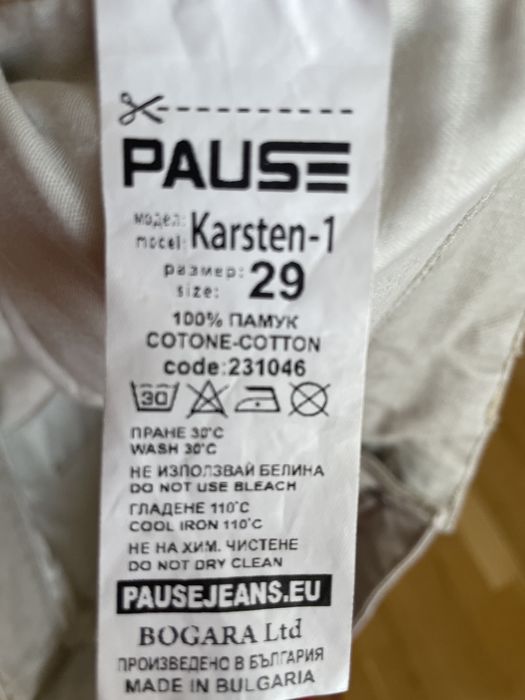 PAUSE
модел:
model: Karsten-1
размер:
size: 29
100% ПАМУК
COTONE-COTTON
code:231046
30
ПРАНЕ 30°C
WASH 30°C
НЕ ИЗПОЛЗВАЙ БЕЛИНА
DO NOT USE BLEACH
ГЛАДЕНЕ 110°C
COOL IRON 110°C
НЕ НА ХИМ. ЧИСТЕНЕ
DO NOT DRY CLEAN
PAUSEJEANS.EU
BOGARA Ltd
ПРОИЗВЕДЕНО В БЪЛГАРИЯ
MADE IN BULGARIA